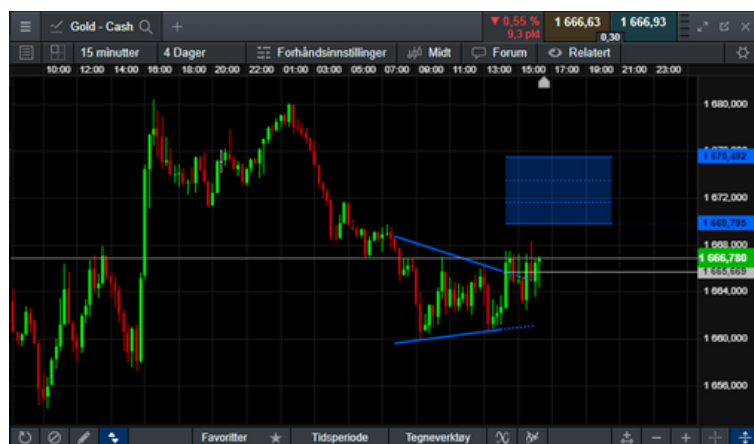 Gold - Cash
▼ 0,55 %
9,3 pkt
1 666,63
1 666,93
0,30
15 minutter
4 Dager
Forhåndsinnstillinger
Midt
Forum
Relatert
10:00 12:00 14:00 16:00 18:00 20:00 22:00 01:00 03:00 05:00 07:00 09:00 11:00 13:00 15:00 17:00 19:00 21:00 23:00
1 680,000
1 675,492
1 672,000
1 669,795
1 668,000
1 666,780
1 665,669
1 664,000
1 660,000
1 656,000
Favoritter
Tidsperiode
Tegneverktøy